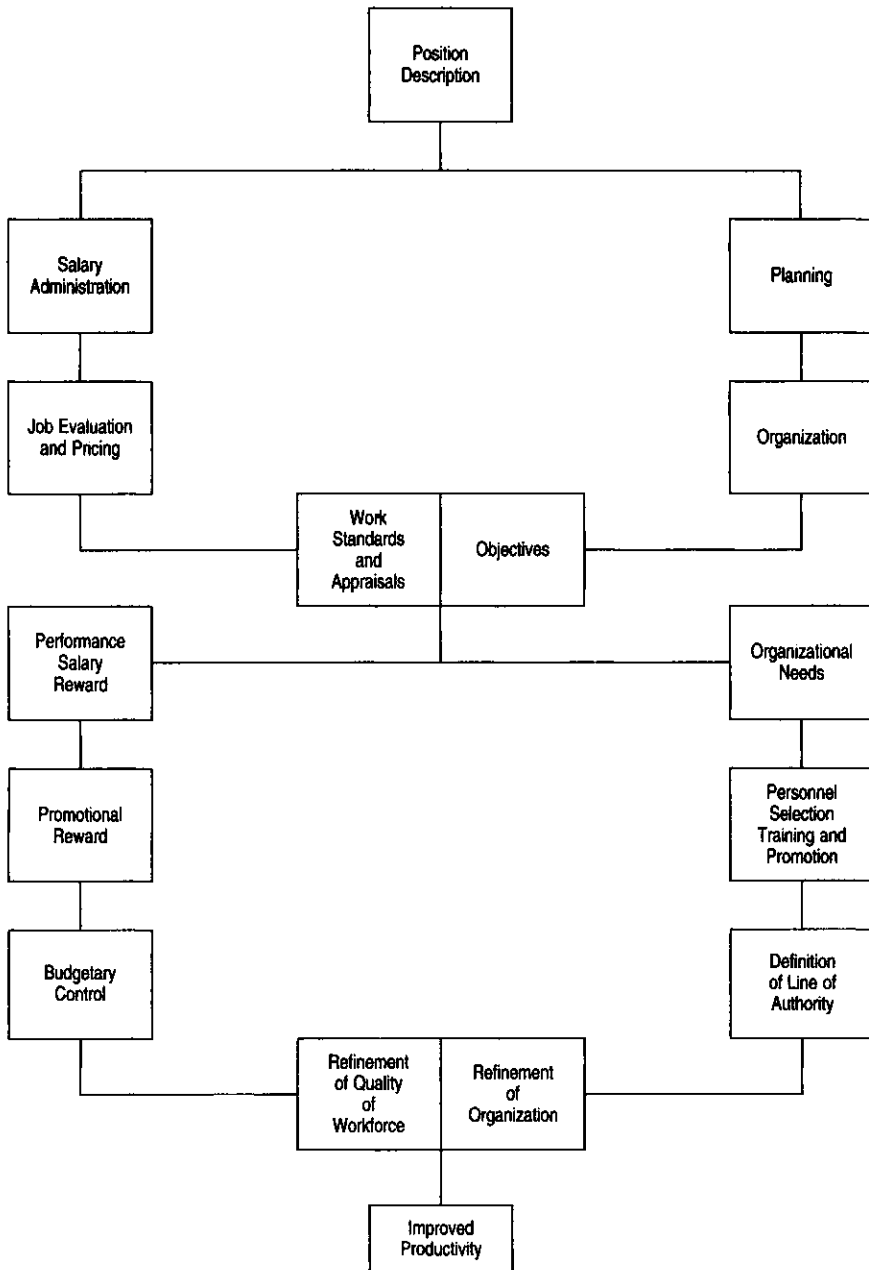 Position
Description
Salary
Administration
Planning
Job Evaluation
and Pricing
Organization
Work
Standards
and
Appraisals
Objectives
Performance
Salary
Reward
Organizational
Needs
Promotional
Reward
Personnel
Selection
Training and
Promotion
Budgetary
Control
Definition
of Line of
Authority
Refinement
of Quality
of
Workforce
Refinement
of
Organization
Improved
Productivity